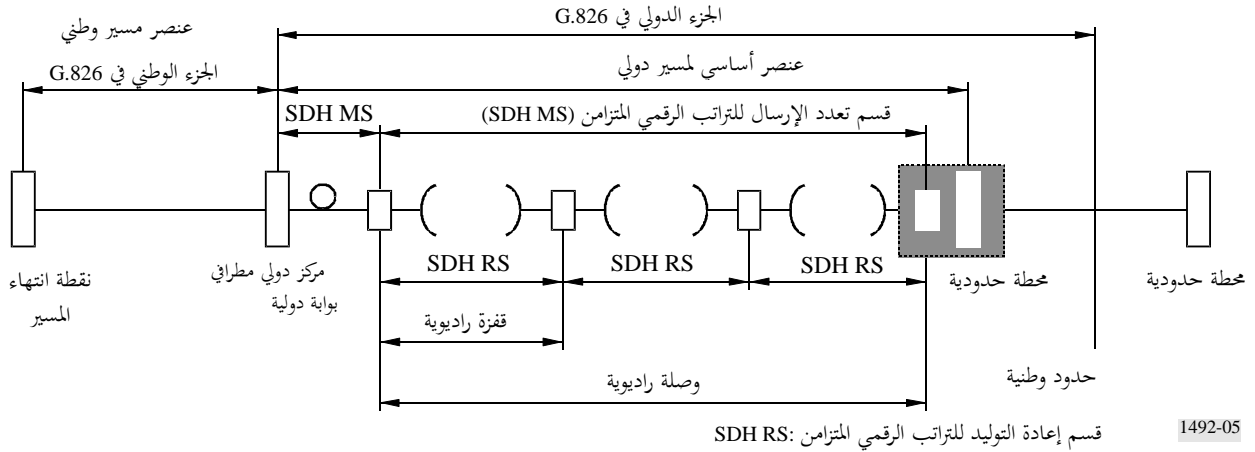 الجزء الدولي في G.826
عنصر مسير وطني
عنصر أساسي لمسير دولي
الجزء الوطني في G.826
قسم تعدد الإرسال للتراتب الرقمي المتزامن (SDH MS)
SDH MS
محطة حدودية
محطة حدودية
SDH RS
SDH RS
SDH RS
مركز دولي مطرافي
بوابة دولية
نقطة انتهاء
المسير
قفزة راديوية
حدود وطنية
وصلة راديوية
قسم إعادة التوليد للتراتب الرقمي المتزامن :SDH RS
1492-05